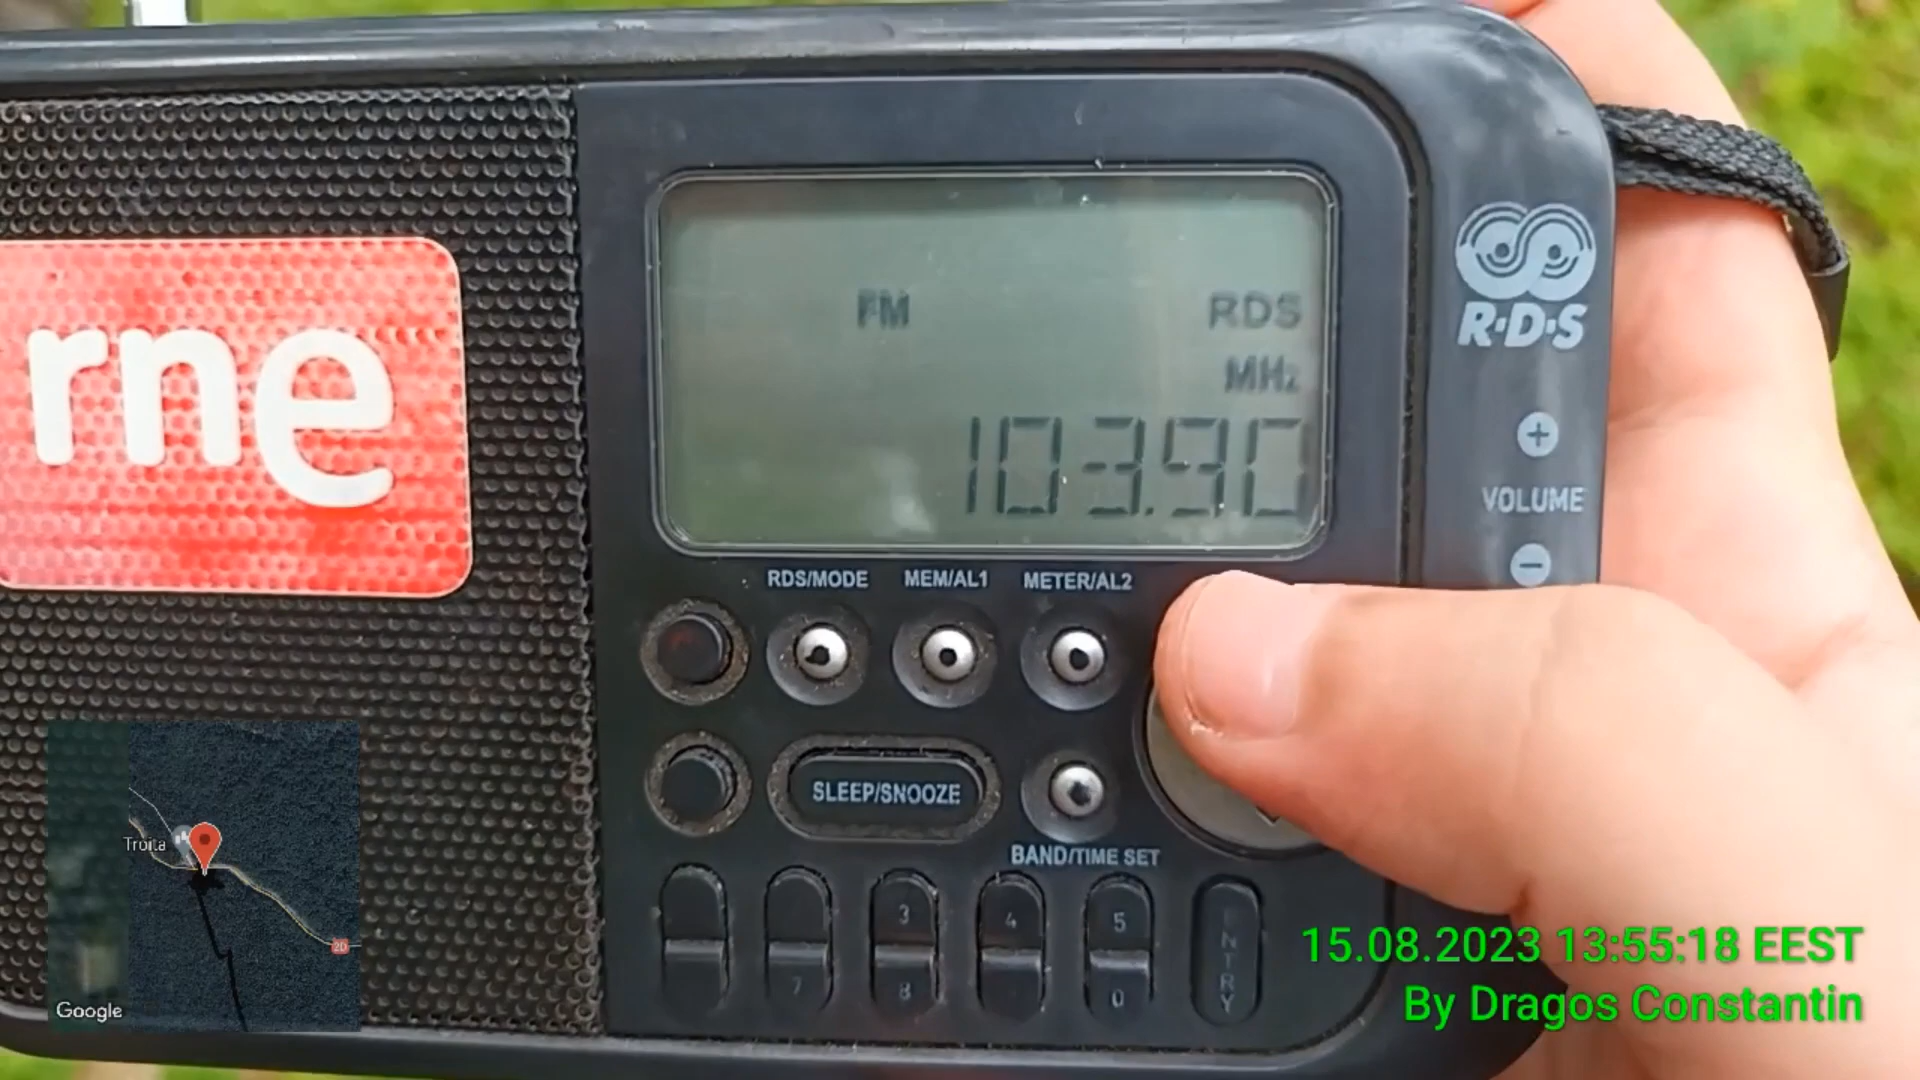 rne
FM
RDS
MHz
103.90
R·D·S
VOLUME
RDS/MODE
MEM/AL1
METER/AL2
SLEEP/SNOOZE
BAND/TIME SET
3
4
5
7
8
0
ENTRY
Troita
2D
Google
15.08.2023 13:55:18 EEST
By Dragos Constantin